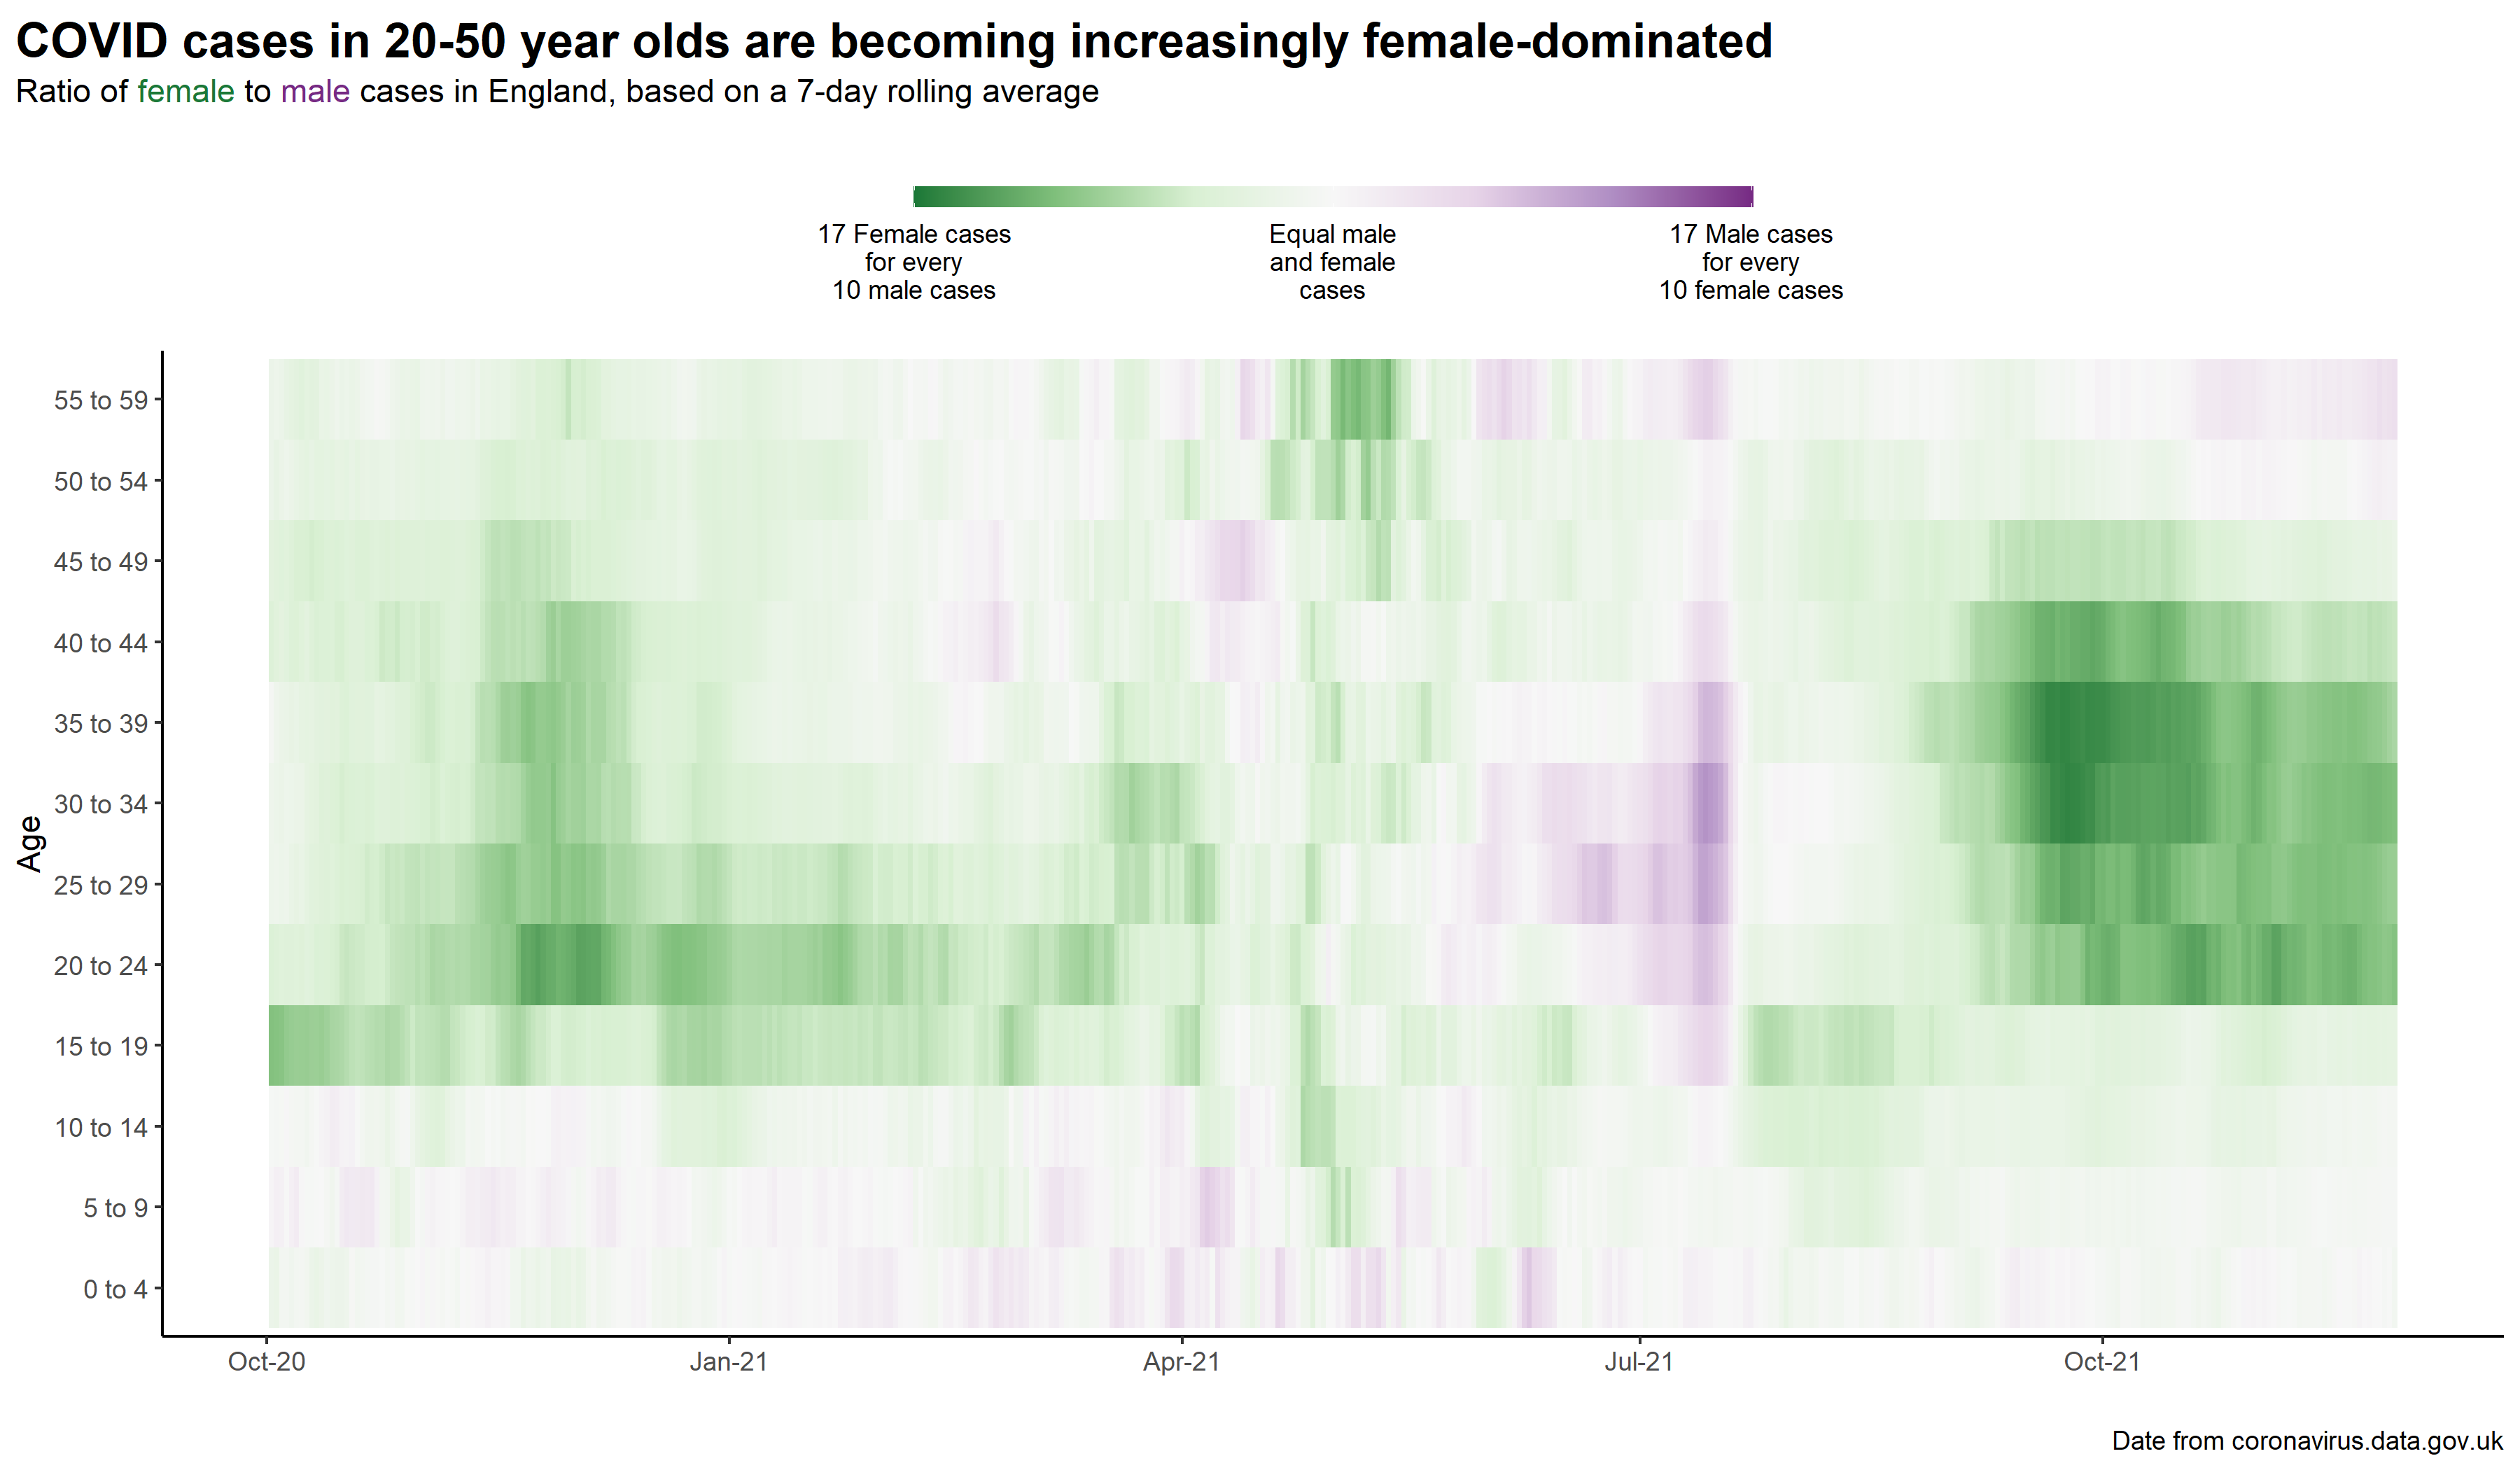 COVID cases in 20-50 year olds are becoming increasingly female-dominated
Ratio of female to male cases in England, based on a 7-day rolling average
17 Female cases
for every
10 male cases
Equal male
and female
cases
17 Male cases
for every
10 female cases
Age
55 to 59
50 to 54
45 to 49
40 to 44
35 to 39
30 to 34
25 to 29
20 to 24
15 to 19
10 to 14
5 to 9
0 to 4
Oct-20
Jan-21
Apr-21
Jul-21
Oct-21
Date from coronavirus.data.gov.uk